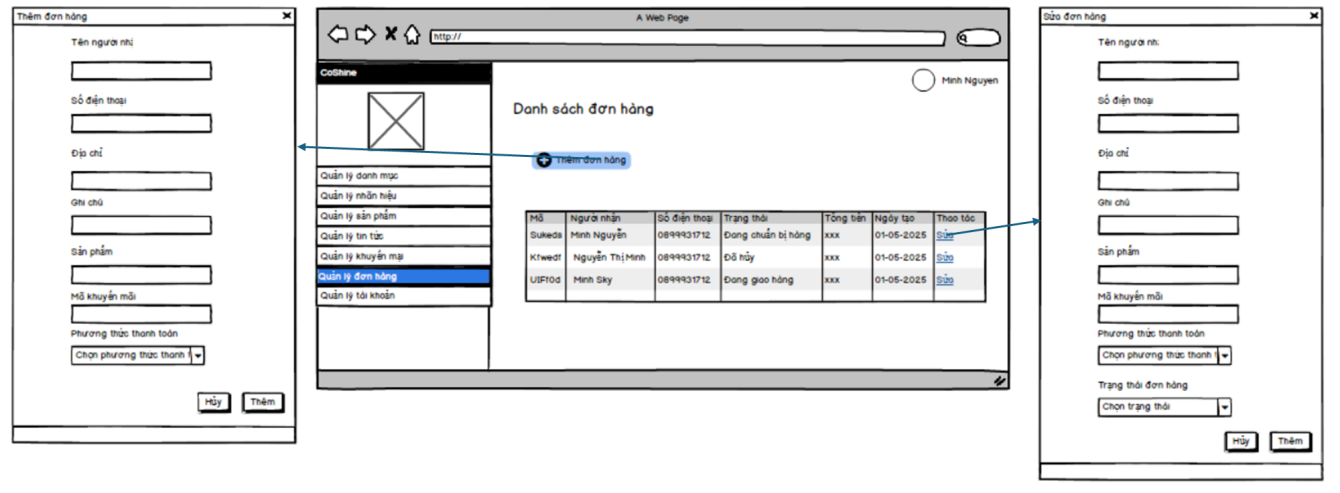 Thêm đơn hàng
Tên người nhậ
Số điện thoại
Địa chỉ
Ghi chú
Sản phẩm
Mã khuyến mãi
Phương thức thanh toán
Chọn phương thức thanh t
Hủy Thêm
A Web Page
http://
CoShine
Minh Nguyen
Danh sách đơn hàng
Thêm đơn hàng
Quản lý danh mục
Quản lý nhãn hiệu
Quản lý sản phẩm
Quản lý tin tức
Quản lý khuyến mại
Quản lý đơn hàng
Quản lý tài khoản
Mã Người nhận Số điện thoại Trạng thái Tổng tiền Ngày tạo Thao tác
Sukeds Minh Nguyễn 0899931712 Đang chuẩn bị hàng xxx 01-05-2025 Sửa
Kfwedf Nguyễn Thị Minh 0899931712 Đã hủy xxx 01-05-2025 Sửa
UIFf0d Minh Sky 0899931712 Đang giao hàng xxx 01-05-2025 Sửa
Sửa đơn hàng
Tên người nhậ
Số điện thoại
Địa chỉ
Ghi chú
Sản phẩm
Mã khuyến mãi
Phương thức thanh toán
Chọn phương thức thanh t
Trạng thái đơn hàng
Chọn trạng thái
Hủy Thêm